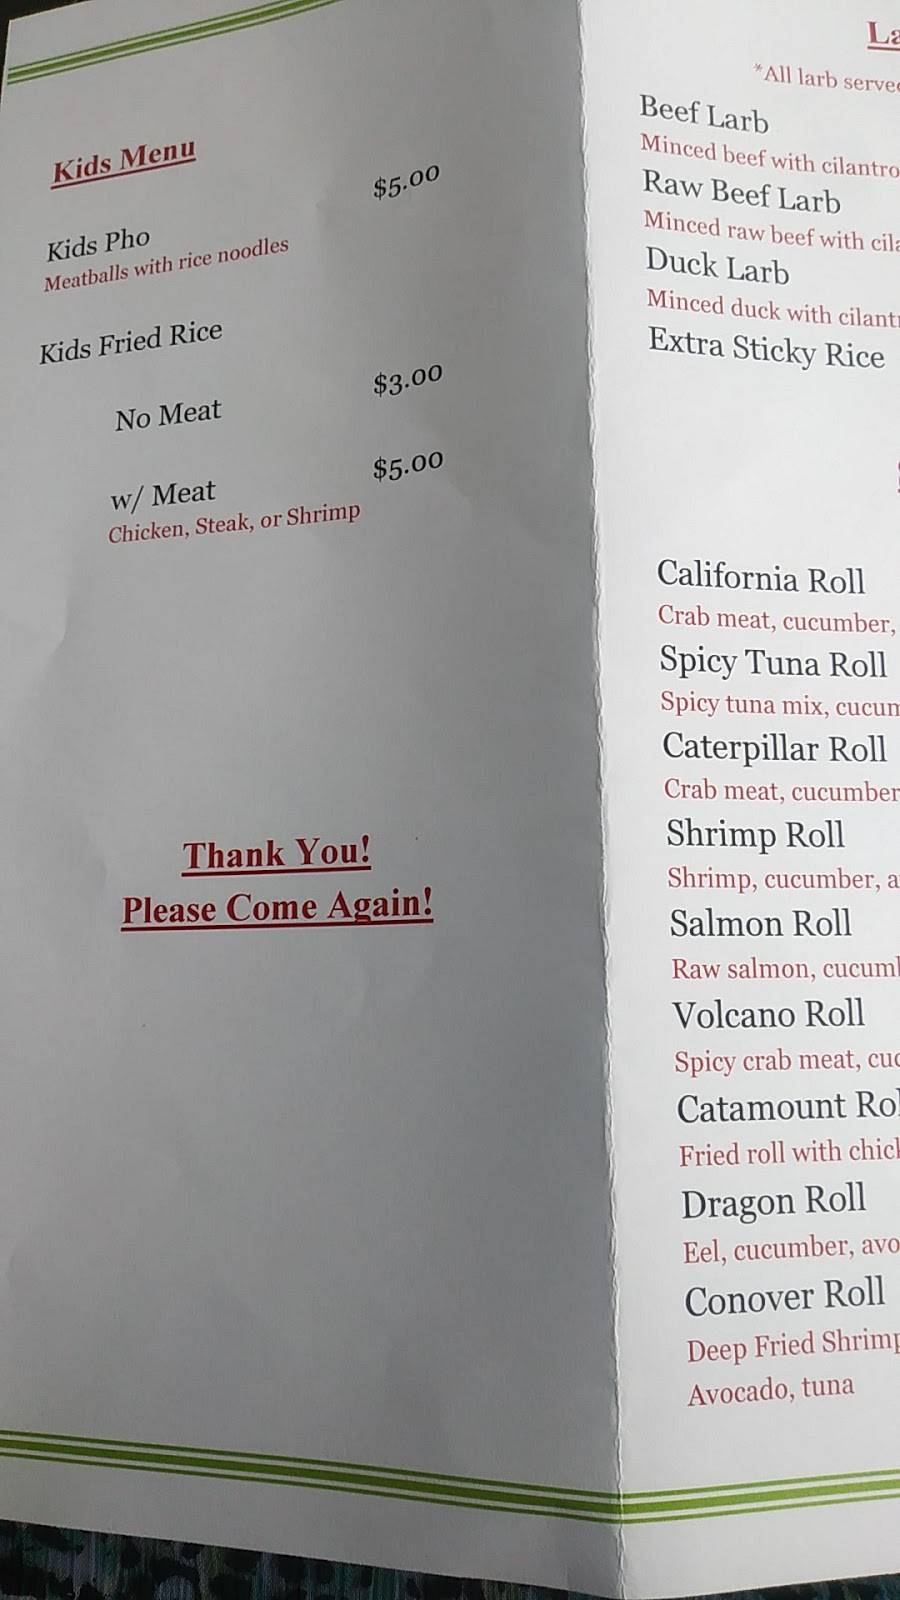 Kids Menu
$5.00
Kids Pho
Meatballs with rice noodles
Kids Fried Rice
$3.00
No Meat
$5.00
w/ Meat
Chicken, Steak, or Shrimp
Thank You!
Please Come Again!
*All larb
Beef Larb
Minced beef with cilantro
Raw Beef Larb
Minced raw beef with
Duck Larb
Minced duck with
Extra Sticky Rice
California Roll
Crab meat, cucumber,
Spicy Tuna Roll
Spicy tuna mix,
Caterpillar Roll
Crab meat, cucumber
Shrimp Roll
Shrimp, cucumber,
Salmon Roll
Raw salmon,
Volcano Roll
Spicy crab meat,
Catamount
Fried roll with
Dragon Roll
Eel, cucumber,
Conover Roll
Deep Fried
Avocado, tuna